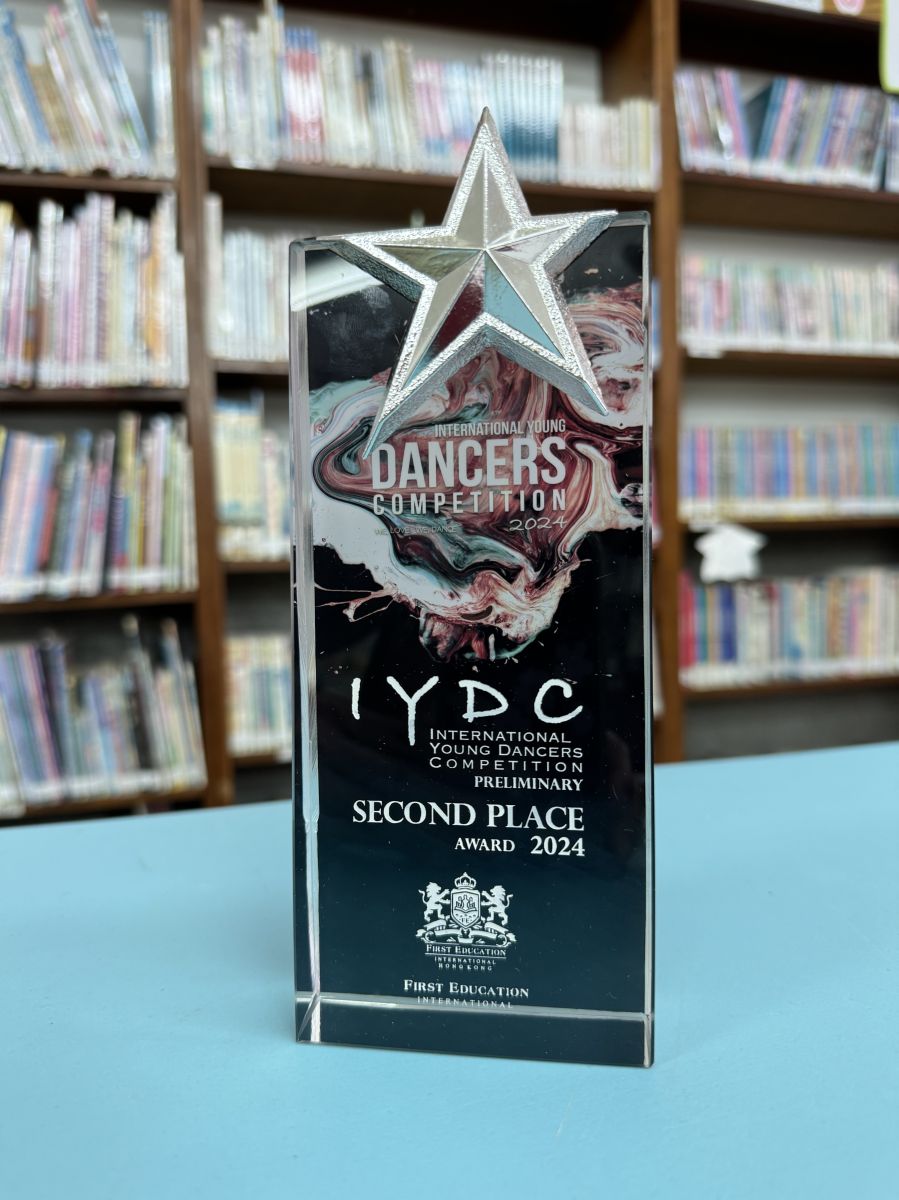 INTERNATIONAL YOUNG
DANCERS
COMPETITION
2024
WE LOVE, WE DANCE
IYDC
INTERNATIONAL
YOUNG DANCERS
COMPETITION
PRELIMINARY
SECOND PLACE
AWARD 2024
FIRST EDUCATION
INTERNATIONAL
HONG KONG
FIRST EDUCATION
INTERNATIONAL